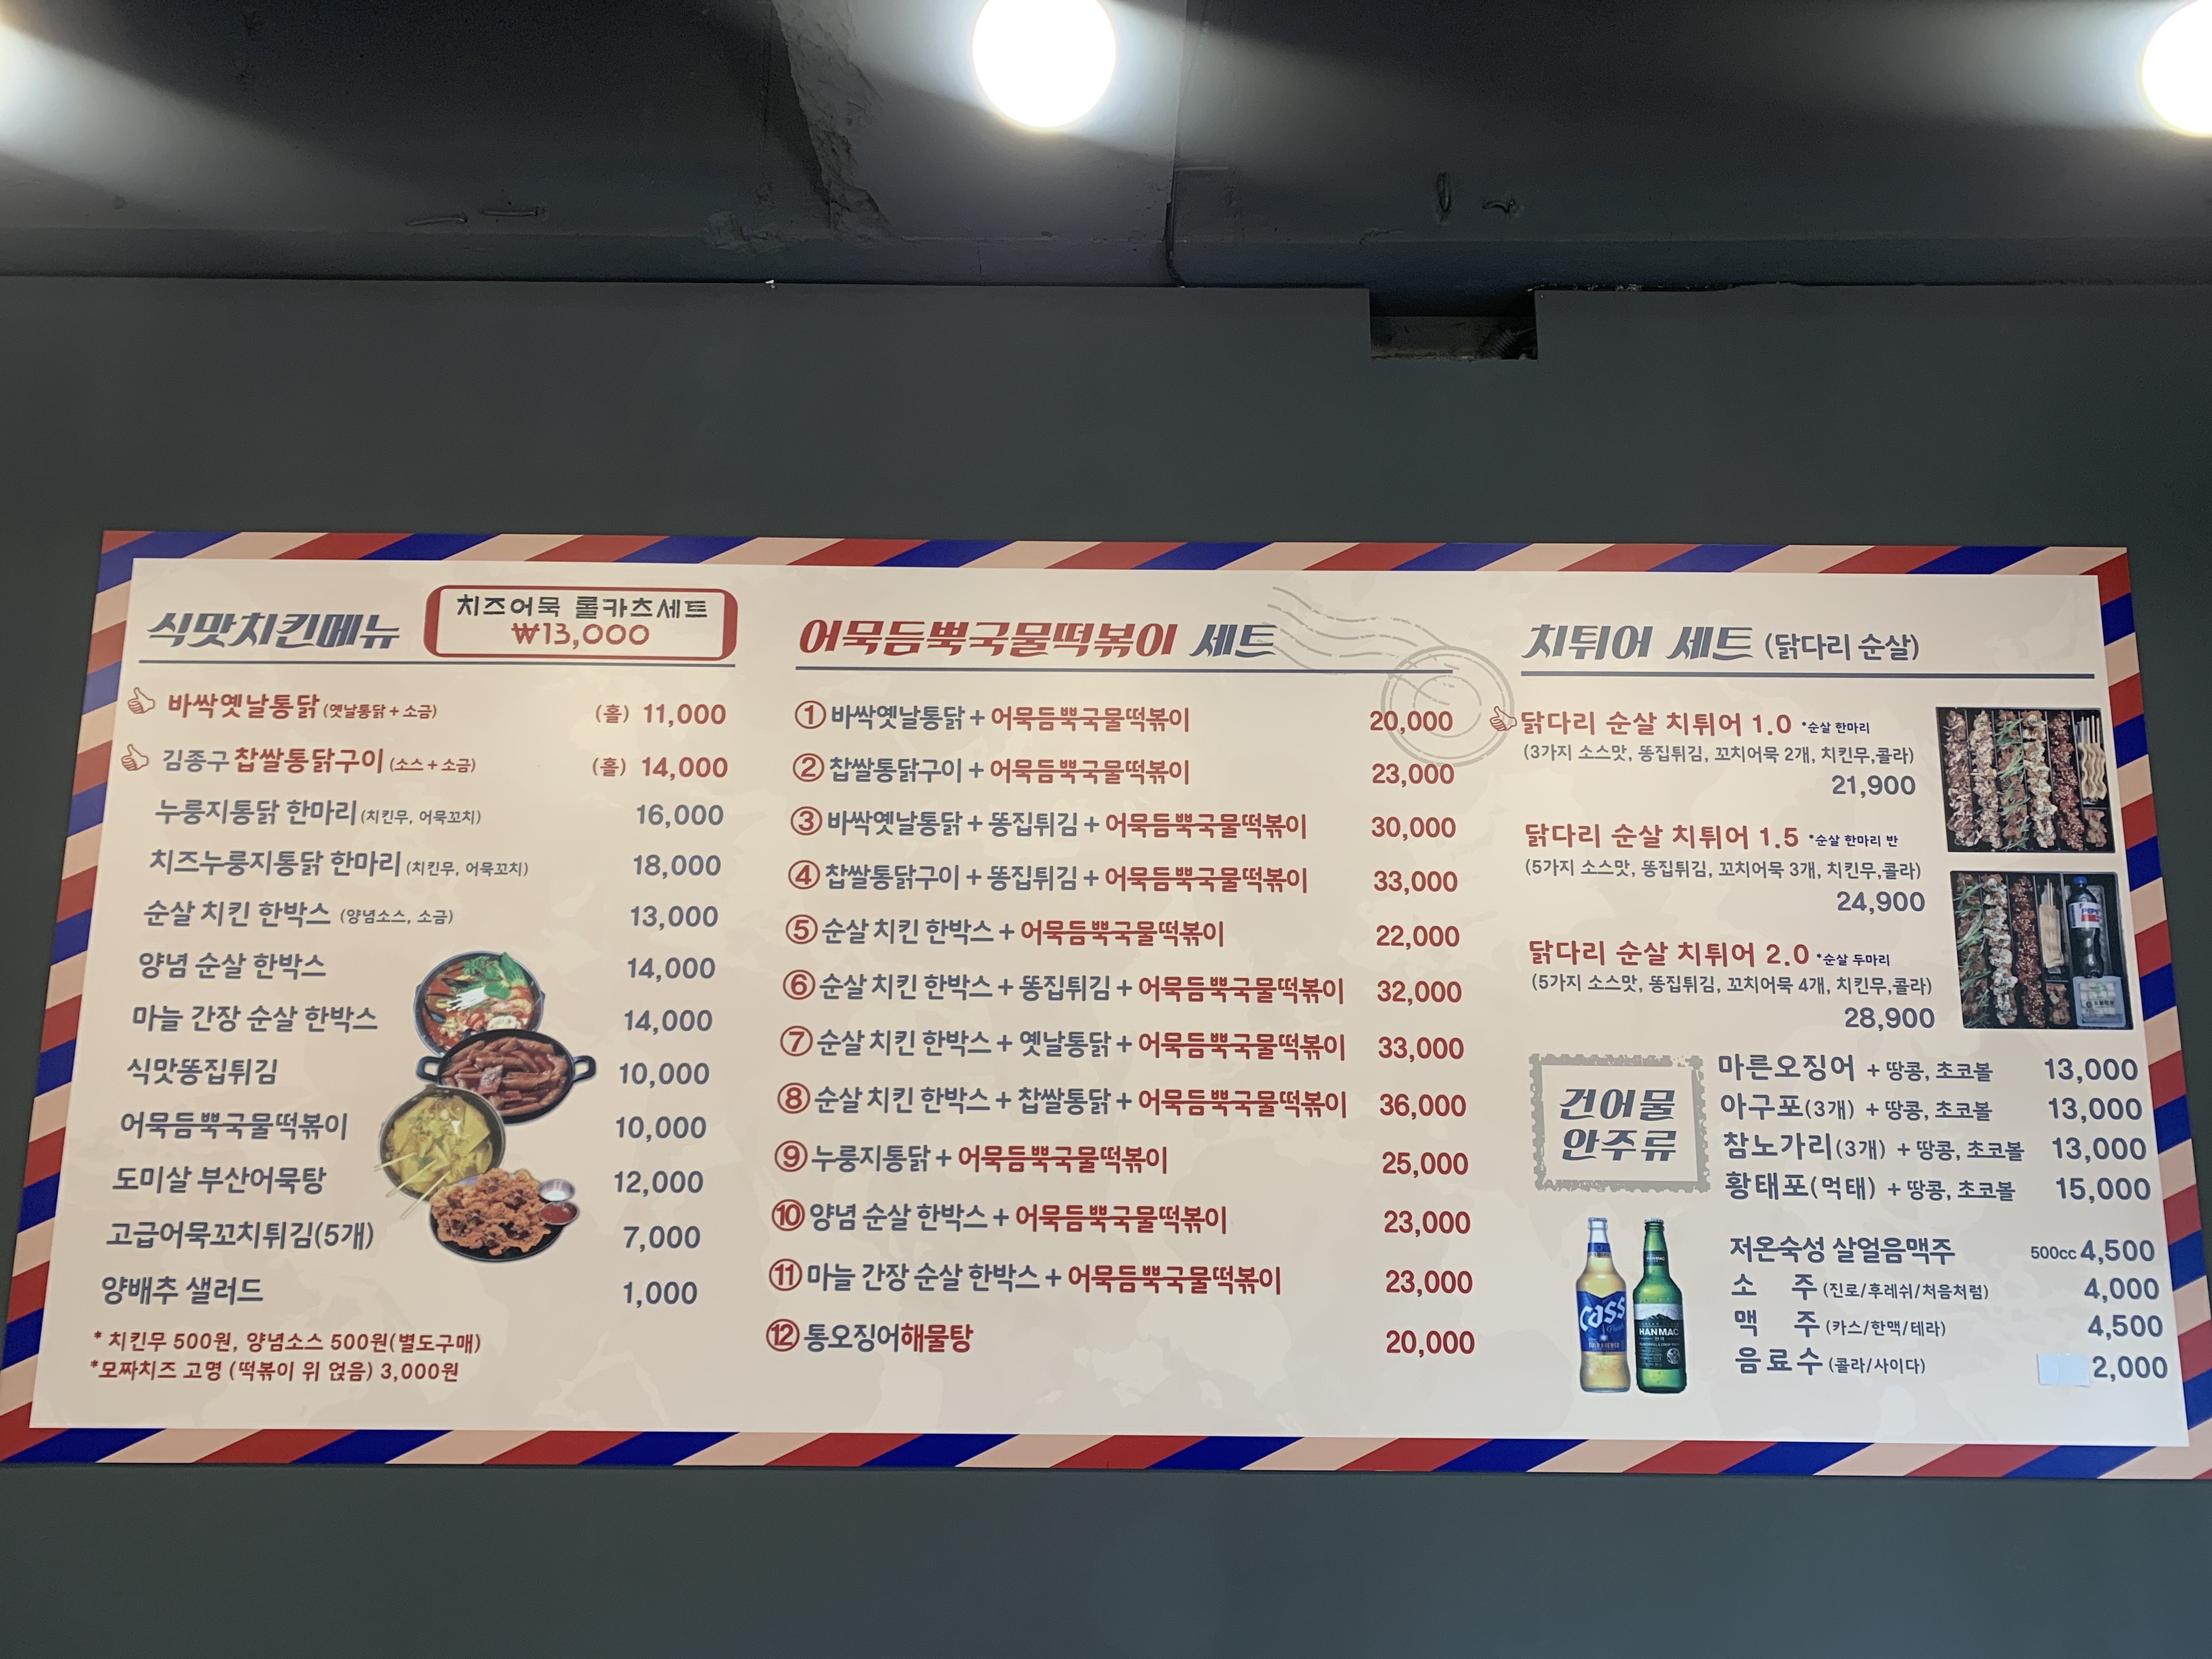 식맛치킨메뉴
치즈어묵 롤카츠세트
₩13,000
바싹옛날통닭 (옛날통닭 + 소금) (홀) 11,000
김종구 찹쌀통닭구이 (소스 + 소금) (홀) 14,000
누룽지통닭 한마리 (치킨무, 어묵꼬치) 16,000
치즈누룽지통닭 한마리 (치킨무, 어묵꼬치) 18,000
순살 치킨 한박스 (양념소스, 소금) 13,000
양념 순살 한박스 14,000
마늘 간장 순살 한박스 14,000
식맛똥집튀김 10,000
어묵듬뿍국물떡볶이 10,000
도미살 부산어묵탕 12,000
고급어묵꼬치튀김(5개) 7,000
양배추 샐러드 1,000
* 치킨무 500원, 양념소스 500원(별도구매)
*모짜치즈 고명 (떡볶이 위 얹음) 3,000원
어묵듬뿍국물떡볶이 세트
① 바싹옛날통닭 + 어묵듬뿍국물떡볶이 20,000
② 찹쌀통닭구이 + 어묵듬뿍국물떡볶이 23,000
③ 바싹옛날통닭 + 똥집튀김 + 어묵듬뿍국물떡볶이 30,000
④ 찹쌀통닭구이 + 똥집튀김 + 어묵듬뿍국물떡볶이 33,000
⑤ 순살 치킨 한박스 + 어묵듬뿍국물떡볶이 22,000
⑥ 순살 치킨 한박스 + 똥집튀김 + 어묵듬뿍국물떡볶이 32,000
⑦ 순살 치킨 한박스 + 옛날통닭 + 어묵듬뿍국물떡볶이 33,000
⑧ 순살 치킨 한박스 + 찹쌀통닭 + 어묵듬뿍국물떡볶이 36,000
⑨ 누룽지통닭 + 어묵듬뿍국물떡볶이 25,000
⑩ 양념 순살 한박스 + 어묵듬뿍국물떡볶이 23,000
⑪ 마늘 간장 순살 한박스 + 어묵듬뿍국물떡볶이 23,000
⑫ 통오징어해물탕 20,000
치튀어 세트 (닭다리 순살)
닭다리 순살 치튀어 1.0 *순살 한마리
(3가지 소스맛, 똥집튀김, 꼬치어묵 2개, 치킨무,콜라)
21,900
닭다리 순살 치튀어 1.5 *순살 한마리 반
(5가지 소스맛, 똥집튀김, 꼬치어묵 3개, 치킨무,콜라)
24,900
닭다리 순살 치튀어 2.0 *순살 두마리
(5가지 소스맛, 똥집튀김, 꼬치어묵 4개, 치킨무,콜라)
28,900
건어물
안주류
마른오징어 + 땅콩, 초코볼 13,000
아구포(3개) + 땅콩, 초코볼 13,000
참노가리(3개) + 땅콩, 초코볼 13,000
황태포(먹태) + 땅콩, 초코볼 15,000
저온숙성 살얼음맥주 500cc 4,500
소 주 (진로/후레쉬/처음처럼) 4,000
맥 주 (카스/한맥/테라) 4,500
음료수 (콜라/사이다) 2,000
Cass
HANMAC